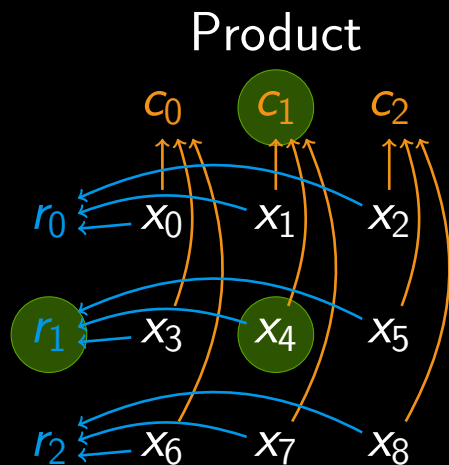 Product
c₀ c₁ c₂
r₀ x₀ x₁ x₂
r₁ x₃ x₄ x₅
r₂ x₆ x₇ x₈